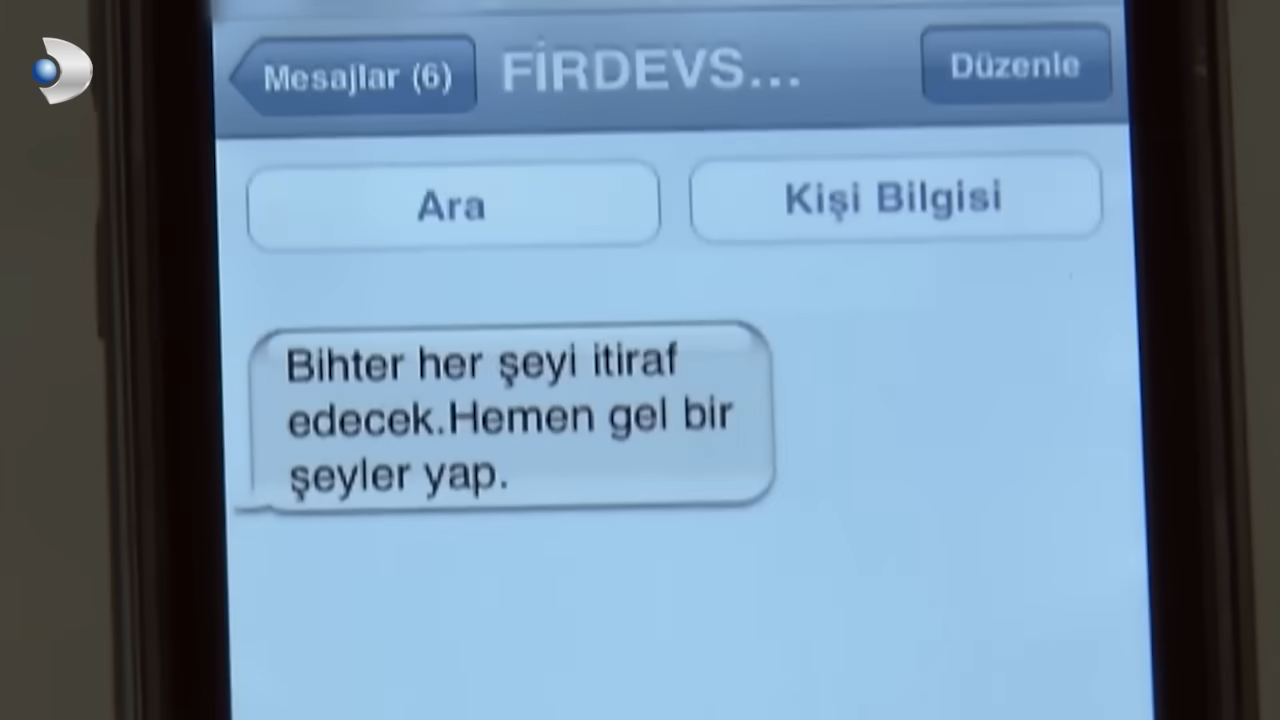 Mesajlar (6)
FİRDEVS...
Düzenle
Ara
Kişi Bilgisi
Bihter her şeyi itiraf
edecek.Hemen gel bir
şeyler yap.